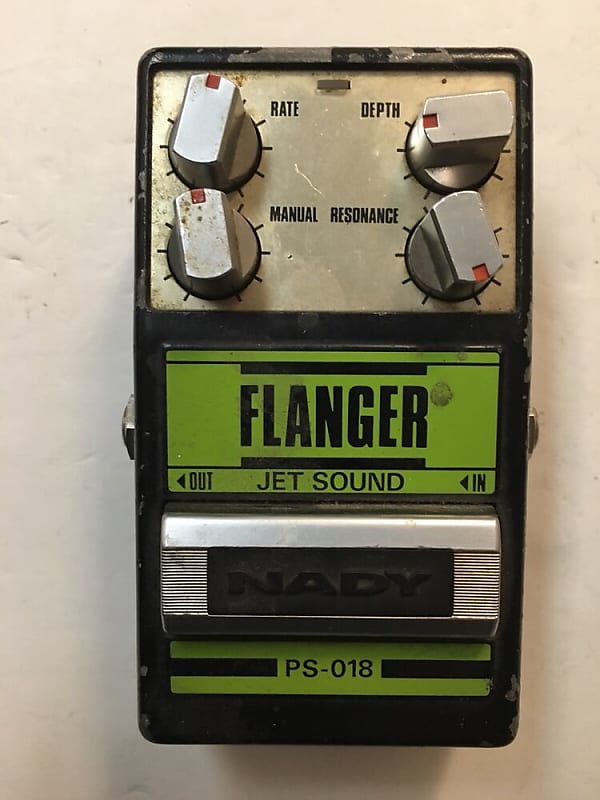 RATE DEPTH
MANUAL RESONANCE
FLANGER
◄OUT JET SOUND ◄IN
NADY
PS-018